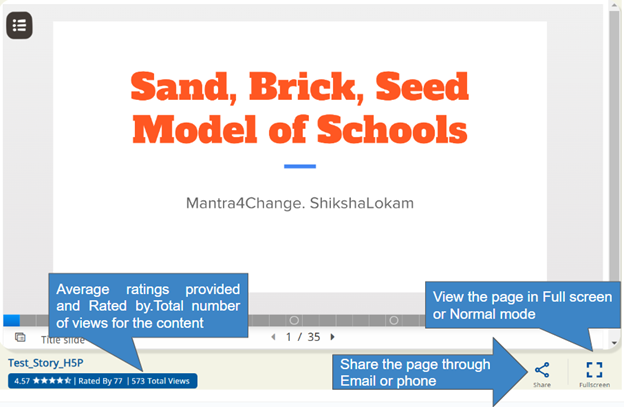 Sand, Brick, Seed
Model of Schools
Mantra4Change. ShikshaLokam
Average ratings provided
and Rated by.Total number
of views for the content
View the page in Full screen
or Normal mode
Title slide
1 / 35
Test_Story_H5P
4.57 ★★★★⯪ | Rated By 77 | 573 Total Views
Share the page through
Email or phone
Share
Fullscreen